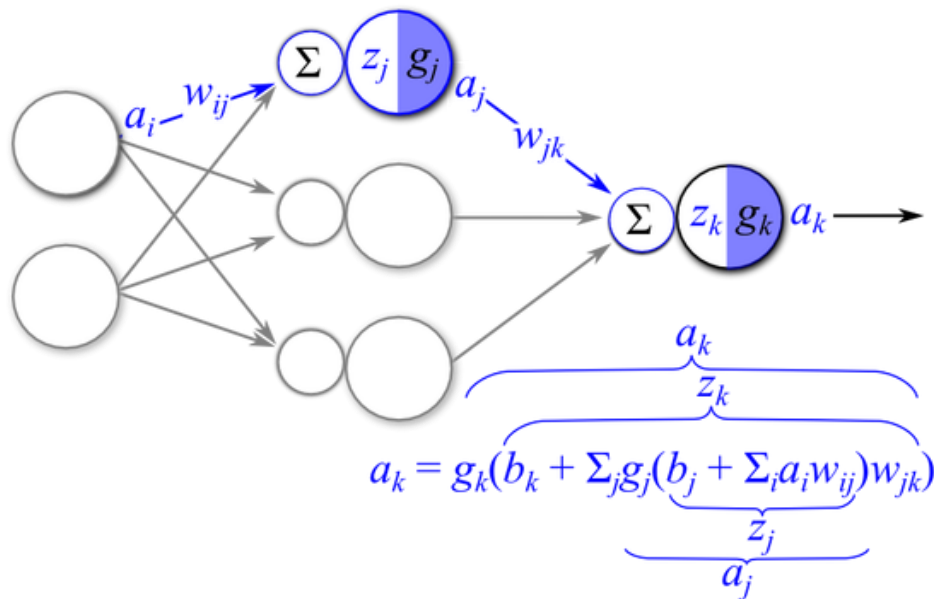 Σ z_j g_j
a_i w_ij a_j
w_jk
Σ z_k g_k a_k
a_k
z_k
a_k = g_k(b_k + Σ_j g_j(b_j + Σ_i a_i w_ij)w_jk)
z_j
a_j